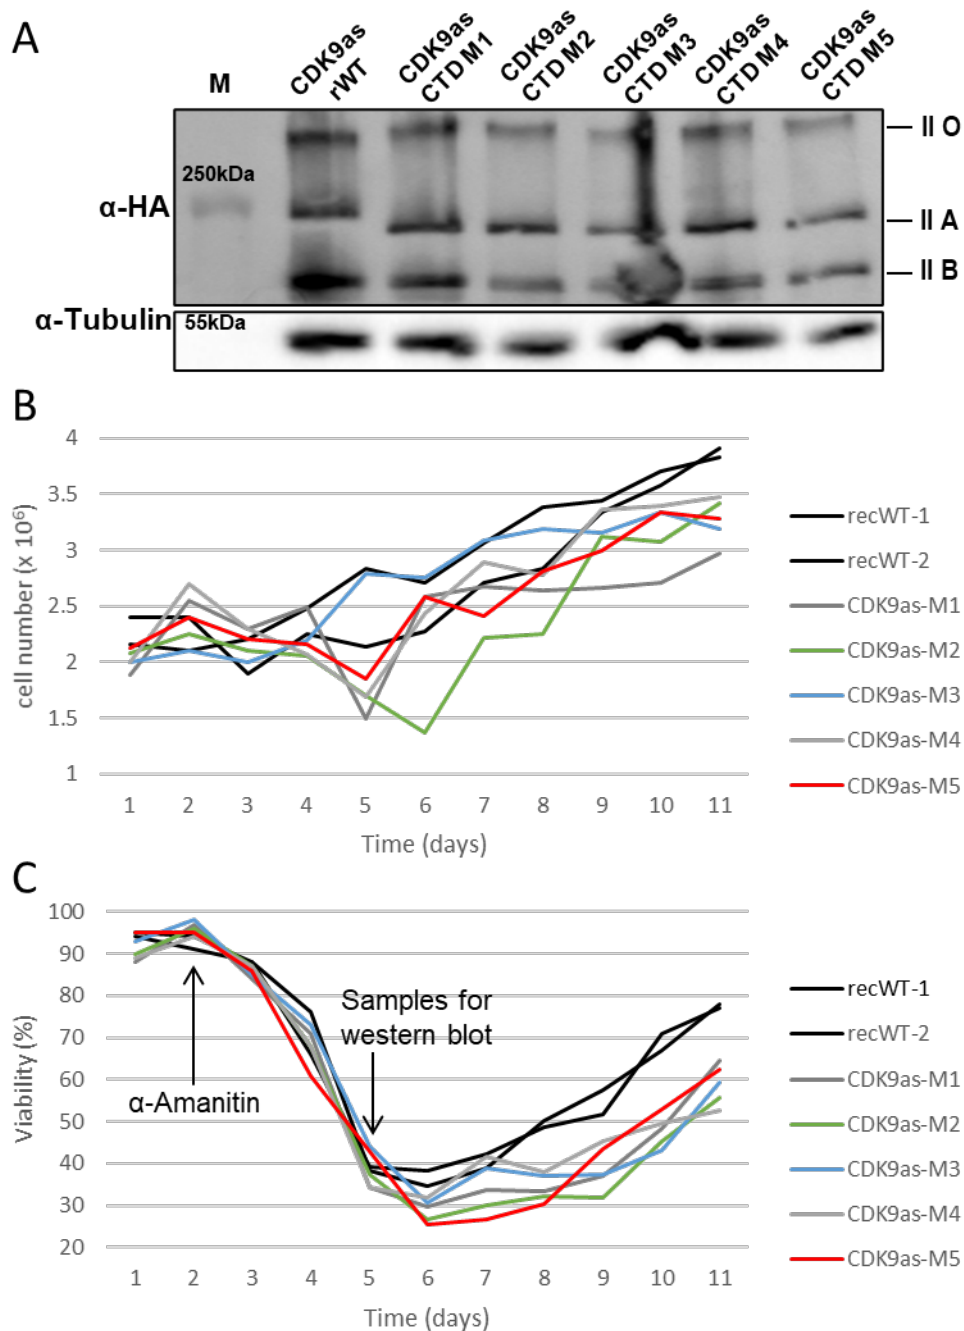 A
M
CDK9as
rWT
CDK9as
CTD M1
CDK9as
CTD M2
CDK9as
CTD M3
CDK9as
CTD M4
CDK9as
CTD M5
250kDa
α-HA
II O
II A
II B
α-Tubulin
55kDa
B
cell number (x 10⁶)
4
3.5
3
2.5
2
1.5
1
1 2 3 4 5 6 7 8 9 10 11
Time (days)
recWT-1
recWT-2
CDK9as-M1
CDK9as-M2
CDK9as-M3
CDK9as-M4
CDK9as-M5
C
Viability (%)
100
90
80
70
60
50
40
30
20
α-Amanitin
Samples for
western blot
1 2 3 4 5 6 7 8 9 10 11
Time (days)
recWT-1
recWT-2
CDK9as-M1
CDK9as-M2
CDK9as-M3
CDK9as-M4
CDK9as-M5